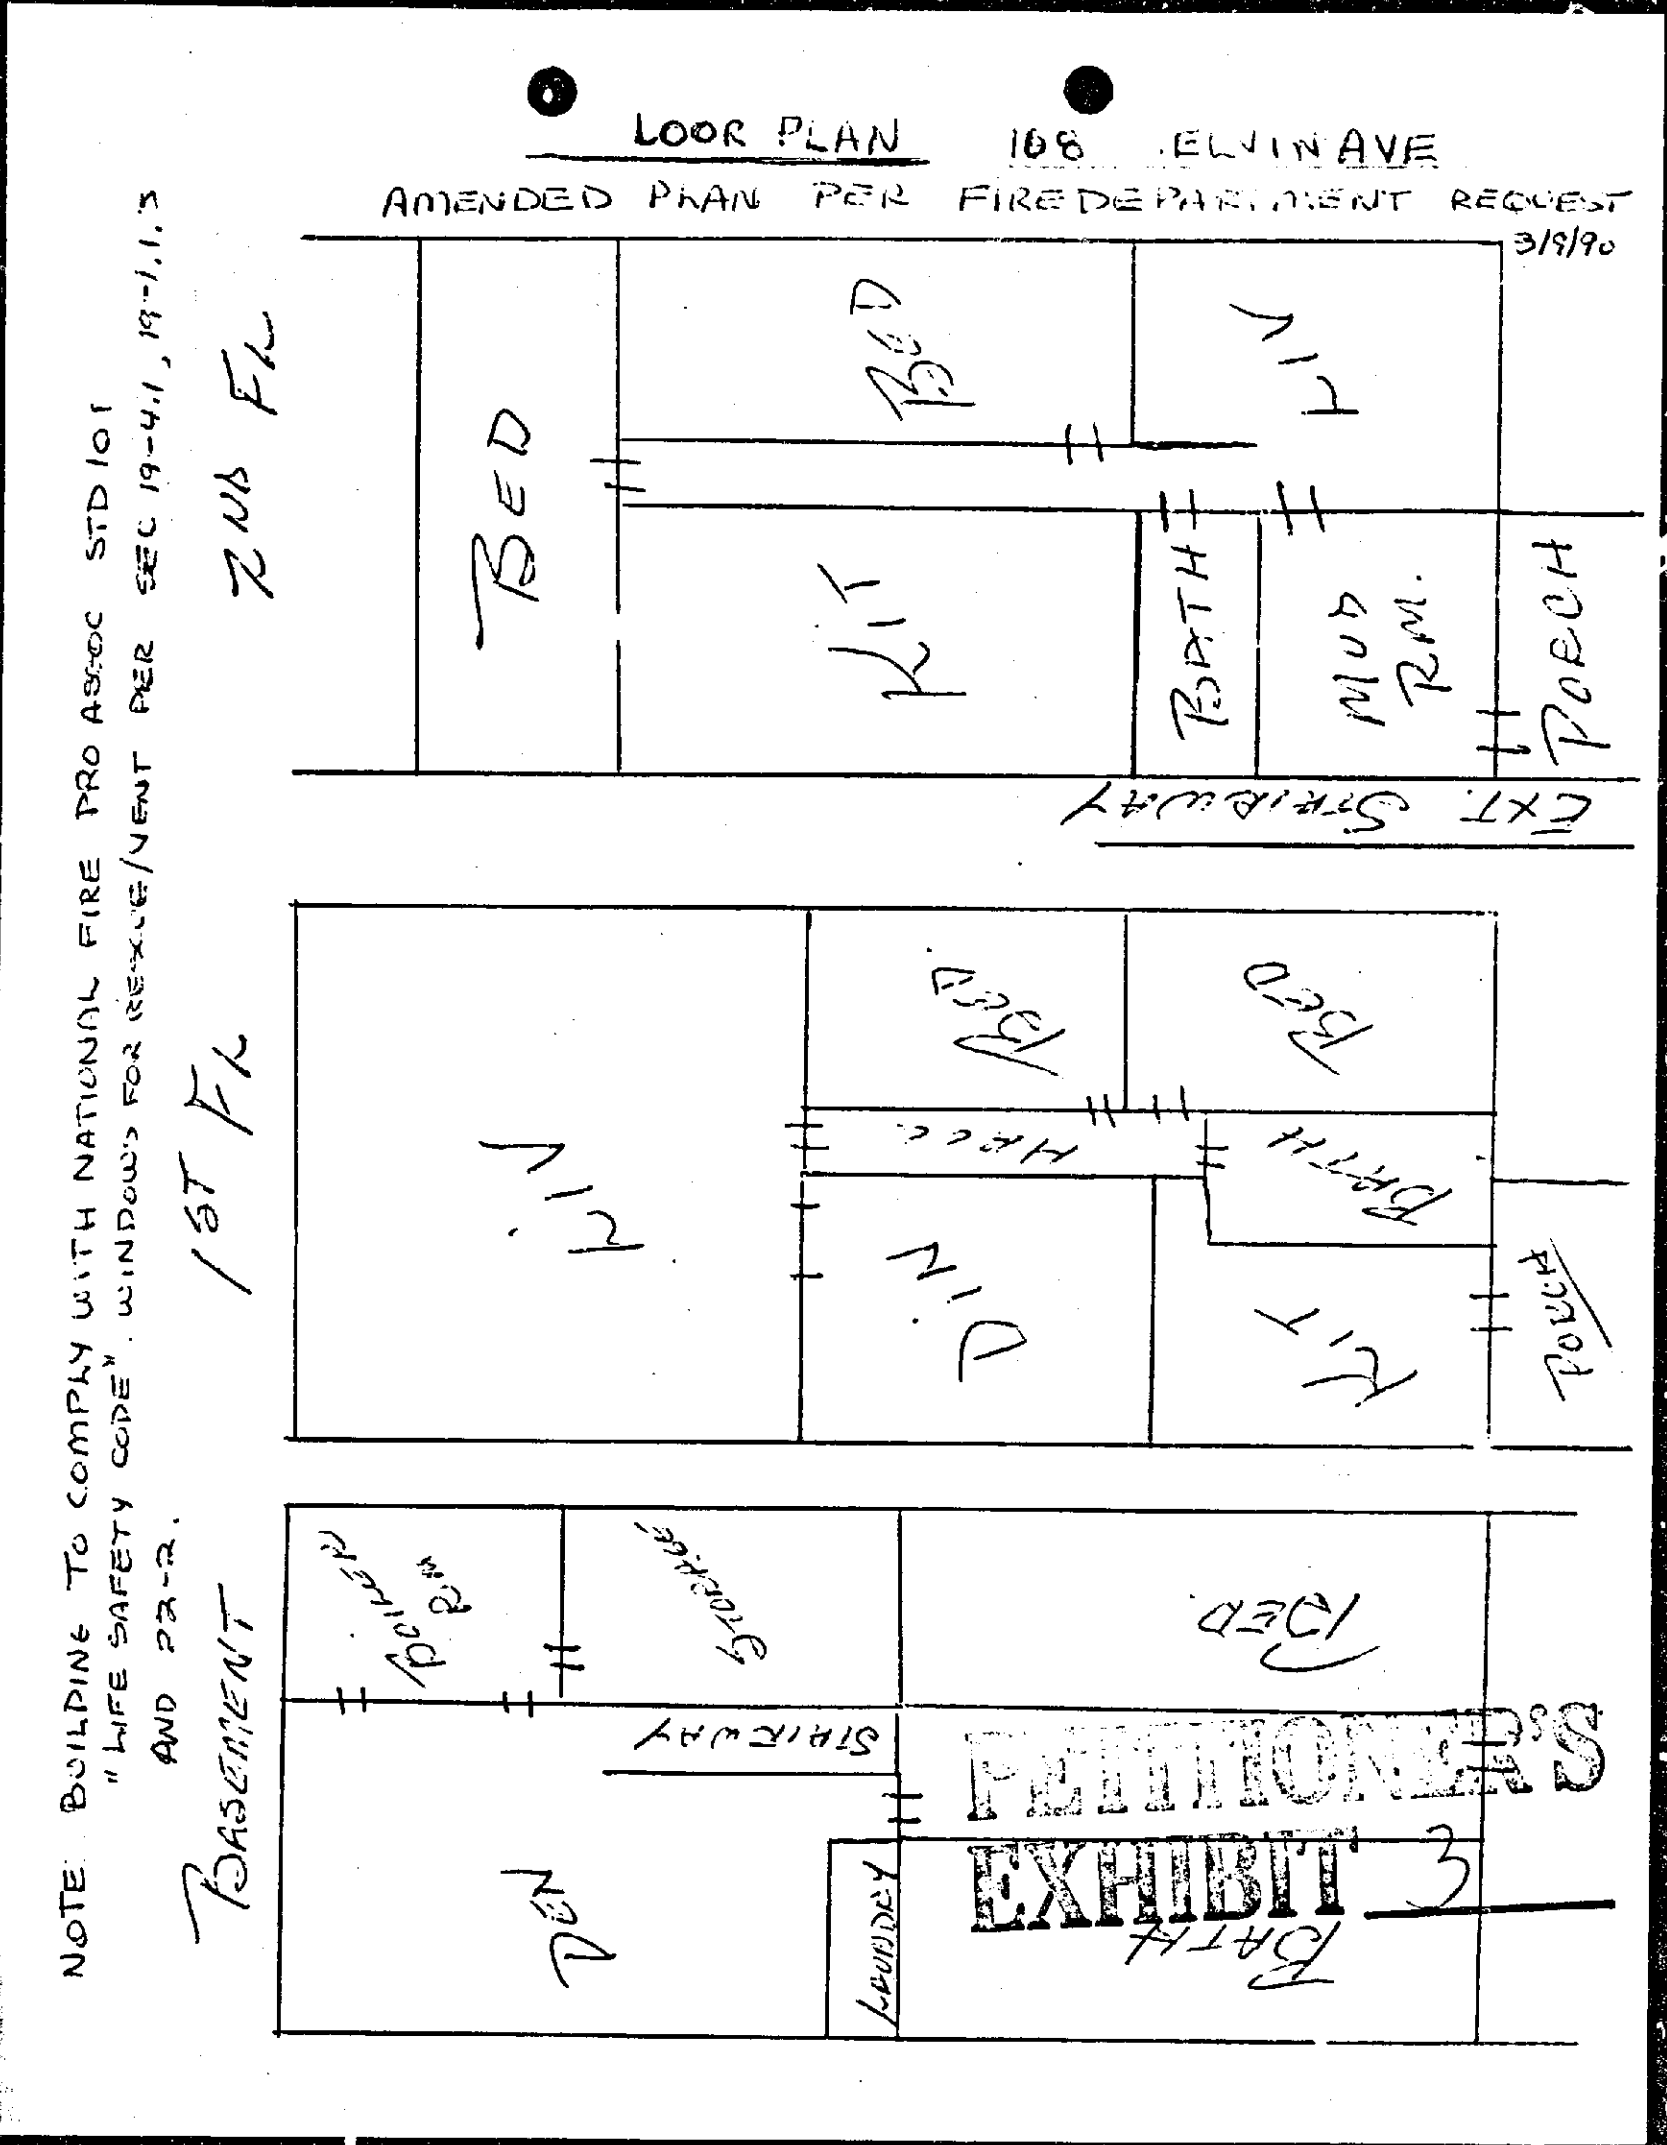 LOOR PLAN 108 ELVIN AVE
AMENDED PLAN PER FIRE DEPARTMENT REQUEST
3/9/90
NOTE: BUILDING TO COMPLY WITH NATIONAL FIRE PRO ASSOC STD 101
"LIFE SAFETY CODE". WINDOWS FOR RESCUE/VENT PER SEC 19-4.1, 19-1.1.3
AND 22-2.
2ND FL
BED
BED
LIV
KIT
BATH
MUD
RM.
PORCH
EXT. STAIRWAY
1ST FL
LIV
BED
BED
HALL
BATH
DIN
KIT
PORCH
BASEMENT
BOILER
RM
STORAGE
BED
STAIRWAY
DEN
LAUNDRY
BATH
PETITIONER'S
EXHIBIT 3